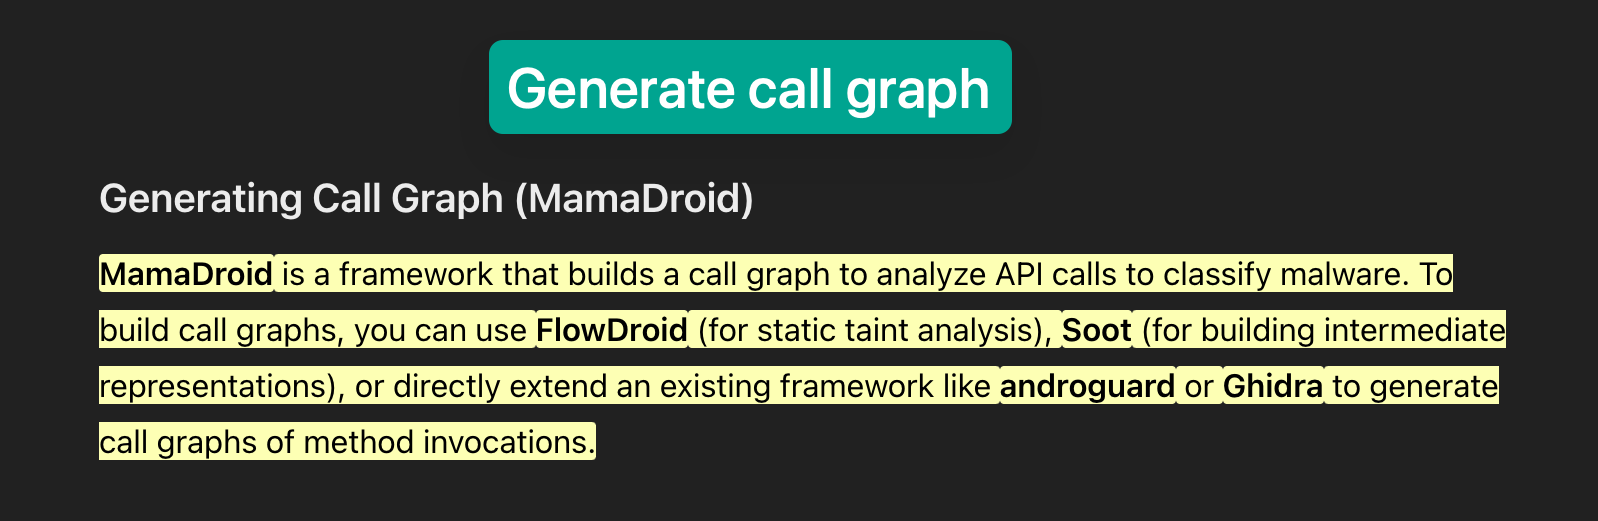 Generate call graph
Generating Call Graph (MamaDroid)
MamaDroid is a framework that builds a call graph to analyze API calls to classify malware. To
build call graphs, you can use FlowDroid (for static taint analysis), Soot (for building intermediate
representations), or directly extend an existing framework like androguard or Ghidra to generate
call graphs of method invocations.